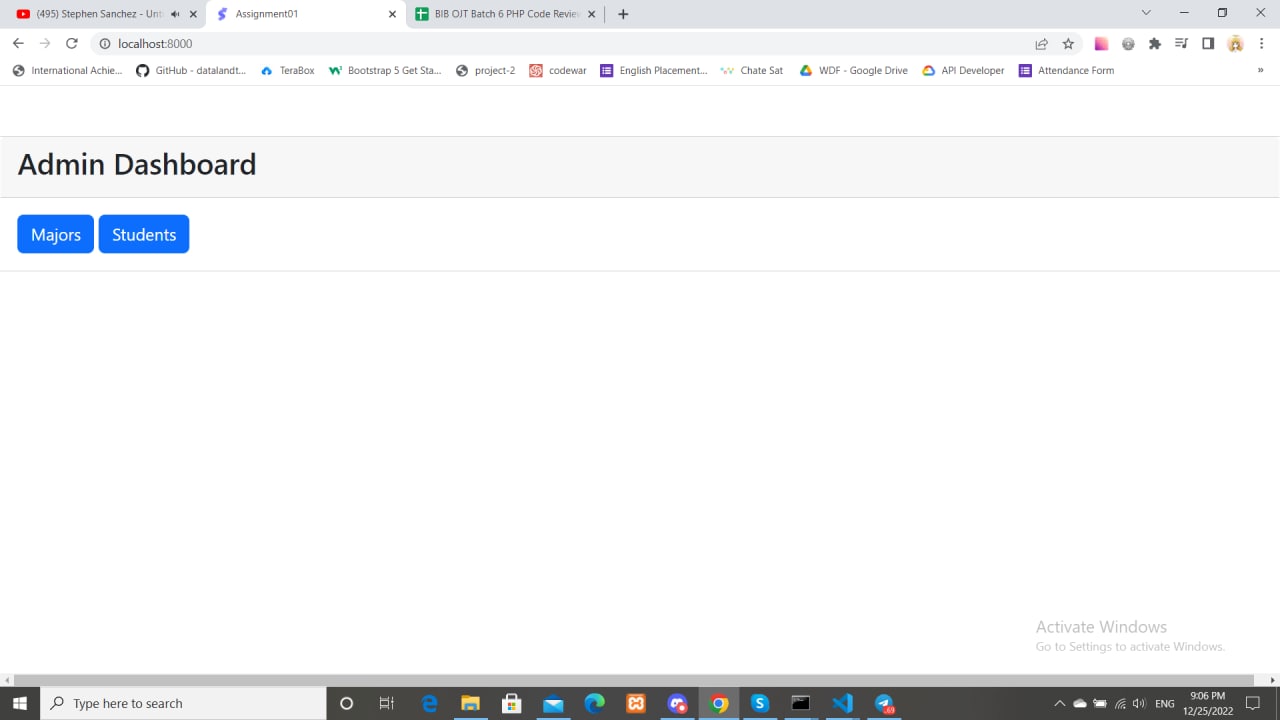 (495) Stephen Sanchez - Unt
Assignment01
BIB OJT Batch 6 PHP Code Review
localhost:8000
International Achie...
GitHub - datalandt...
TeraBox
Bootstrap 5 Get Sta...
project-2
codewar
English Placement...
Chate Sat
WDF - Google Drive
API Developer
Attendance Form
»
Admin Dashboard
Majors
Students
Activate Windows
Go to Settings to activate Windows.
Type here to search
69
ENG
9:06 PM
12/25/2022